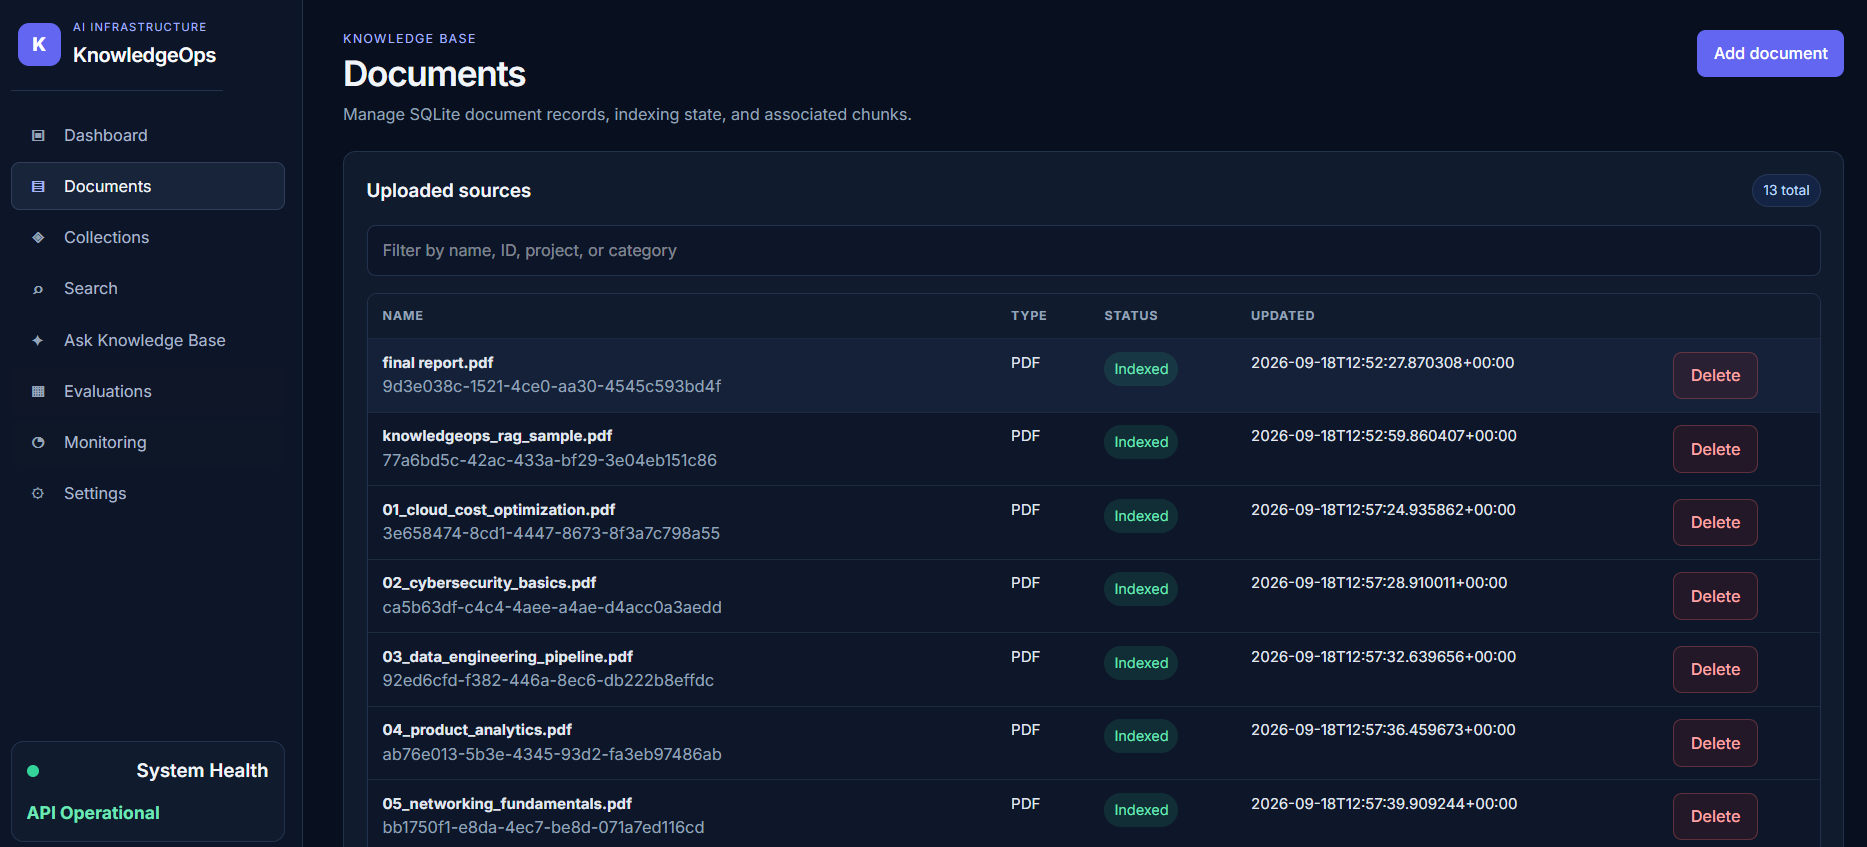 K
AI INFRASTRUCTURE
KnowledgeOps
Dashboard
Documents
Collections
Search
Ask Knowledge Base
Evaluations
Monitoring
Settings
System Health
API Operational
KNOWLEDGE BASE
Documents
Manage SQLite document records, indexing state, and associated chunks.
Add document
Uploaded sources
13 total
Filter by name, ID, project, or category
NAME TYPE STATUS UPDATED
final report.pdf PDF Indexed 2026-09-18T12:52:27.870308+00:00 Delete
9d3e038c-1521-4ce0-aa30-4545c593bd4f
knowledgeops_rag_sample.pdf PDF Indexed 2026-09-18T12:52:59.860407+00:00 Delete
77a6bd5c-42ac-433a-bf29-3e04eb151c86
01_cloud_cost_optimization.pdf PDF Indexed 2026-09-18T12:57:24.935862+00:00 Delete
3e658474-8cd1-4447-8673-8f3a7c798a55
02_cybersecurity_basics.pdf PDF Indexed 2026-09-18T12:57:28.910011+00:00 Delete
ca5b63df-c4c4-4aee-a4ae-d4acc0a3aedd
03_data_engineering_pipeline.pdf PDF Indexed 2026-09-18T12:57:32.639656+00:00 Delete
92ed6cfd-f382-446a-8ec6-db222b8effdc
04_product_analytics.pdf PDF Indexed 2026-09-18T12:57:36.459673+00:00 Delete
ab76e013-5b3e-4345-93d2-fa3eb97486ab
05_networking_fundamentals.pdf PDF Indexed 2026-09-18T12:57:39.909244+00:00 Delete
bb1750f1-e8da-4ec7-be8d-071a7ed116cd